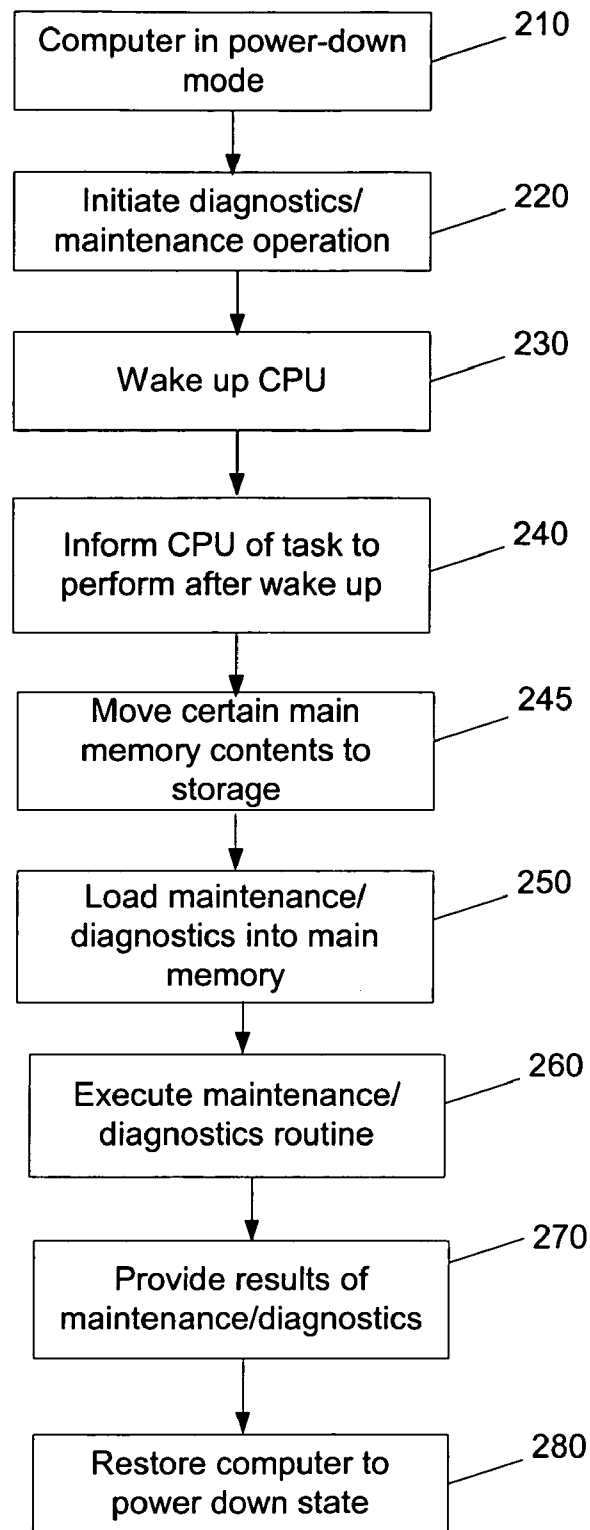 Computer in power-down
mode
210
Initiate diagnostics/
maintenance operation
220
Wake up CPU
230
Inform CPU of task to
perform after wake up
240
Move certain main
memory contents to
storage
245
Load maintenance/
diagnostics into main
memory
250
Execute maintenance/
diagnostics routine
260
Provide results of
maintenance/diagnostics
270
Restore computer to
power down state
280